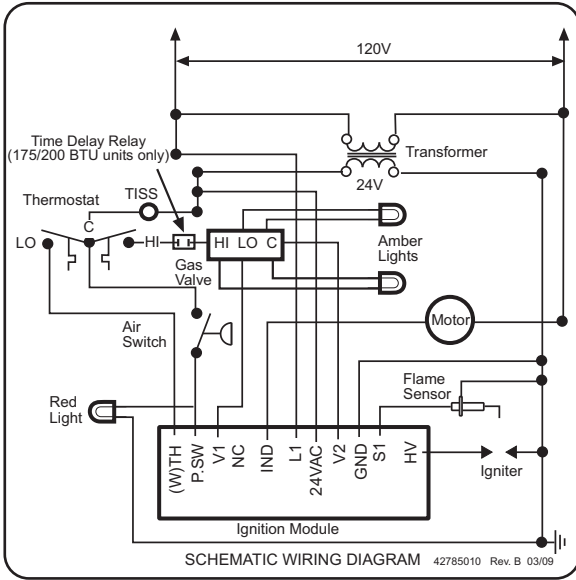 120V
Time Delay Relay
(175/200 BTU units only)
Transformer
24V
Thermostat
TISS
C
LO
HI
HI LO C
Gas
Valve
Amber
Lights
Air
Switch
Motor
Flame
Sensor
Red
Light
(W)TH
P.SW
V1
NC
IND
L1
24VAC
V2
GND
S1
HV
Igniter
Ignition Module
SCHEMATIC WIRING DIAGRAM 42785010 Rev. B 03/09